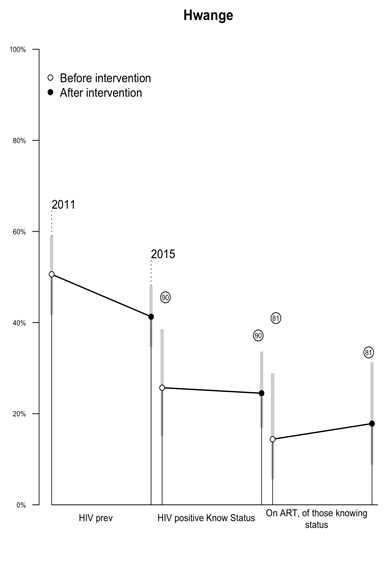 Hwange
100%
Before intervention
After intervention
80%
2011
60%
2015
90
81
40%
90
81
20%
0%
HIV prev
HIV positive Know Status
On ART, of those knowing
status